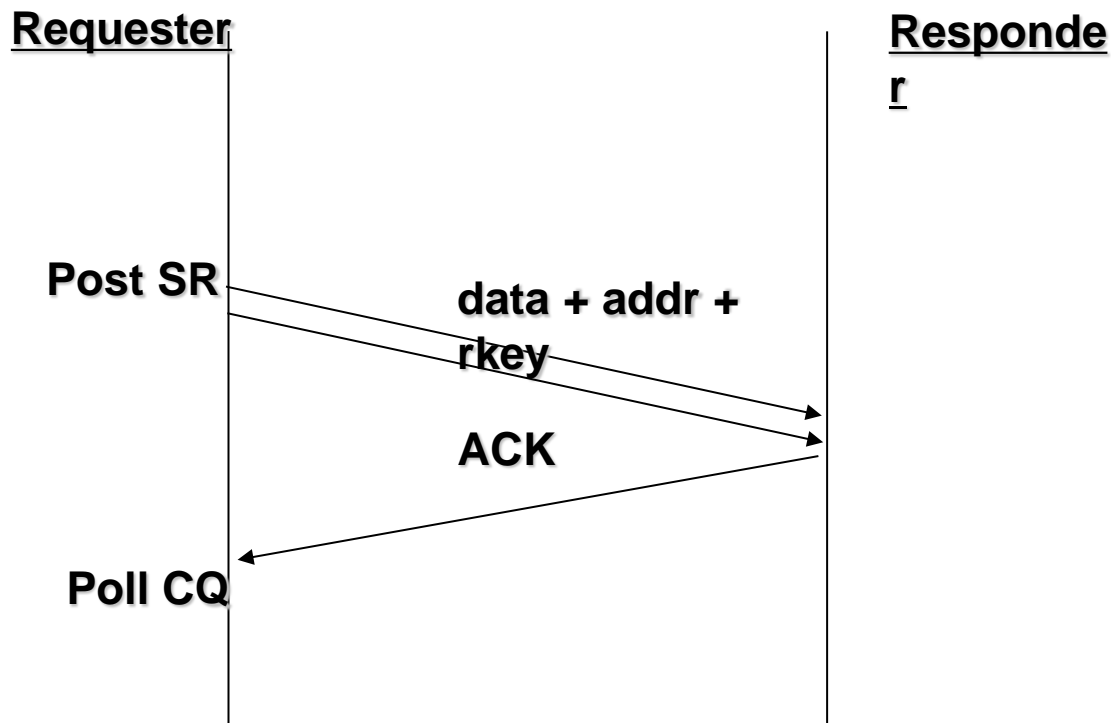 Requester
Responde
r
Post SR
data + addr +
rkey
ACK
Poll CQ